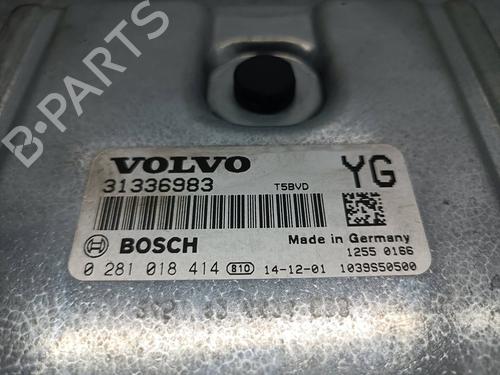 B-PARTS
VOLVO
31336983 T5BVD YG
BOSCH Made in Germany
1255 0166
0 281 018 414 810 14-12-01 1039S50500